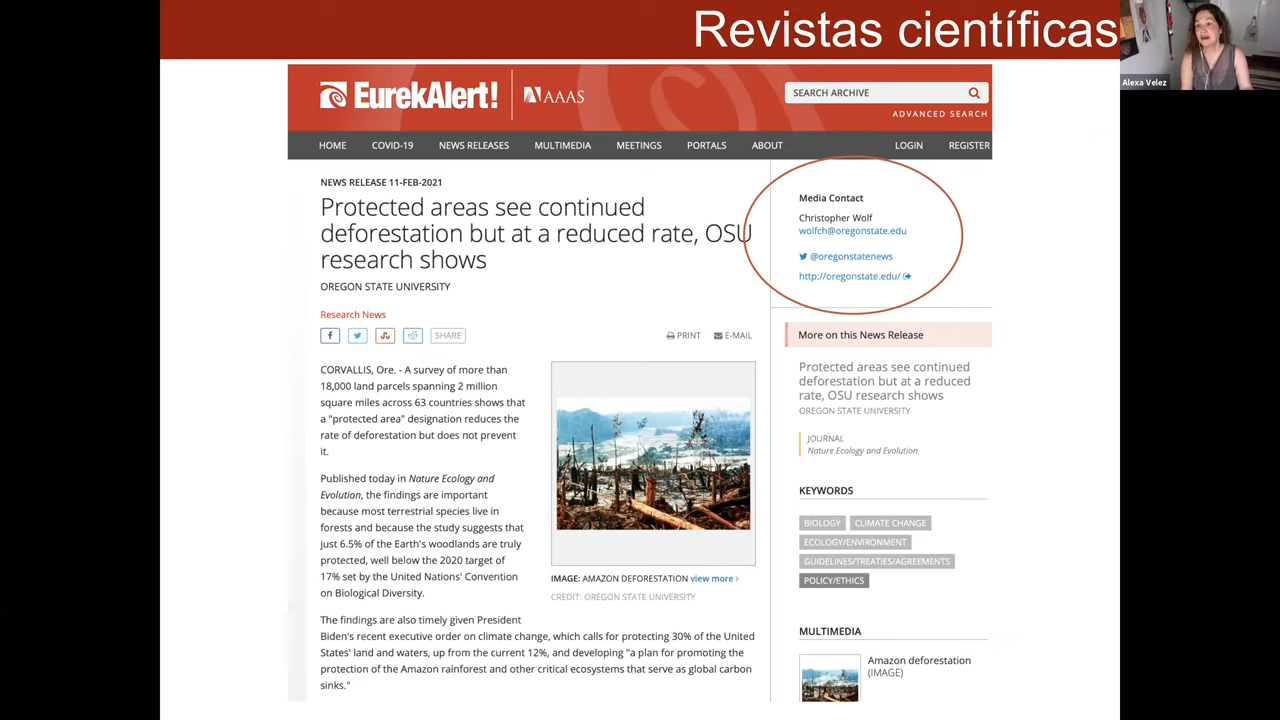 Revistas científicas
Alexa Velez
EurekAlert!
AAAS
SEARCH ARCHIVE
ADVANCED SEARCH
HOME
COVID-19
NEWS RELEASES
MULTIMEDIA
MEETINGS
PORTALS
ABOUT
LOGIN
REGISTER
NEWS RELEASE 11-FEB-2021
Protected areas see continued
deforestation but at a reduced rate, OSU
research shows
OREGON STATE UNIVERSITY
Research News
SHARE
PRINT
E-MAIL
CORVALLIS, Ore. - A survey of more than
18,000 land parcels spanning 2 million
square miles across 63 countries shows that
a "protected area" designation reduces the
rate of deforestation but does not prevent
it.
Published today in Nature Ecology and
Evolution, the findings are important
because most terrestrial species live in
forests and because the study suggests that
just 6.5% of the Earth's woodlands are truly
protected, well below the 2020 target of
17% set by the United Nations' Convention
on Biological Diversity.
IMAGE: AMAZON DEFORESTATION view more ›
CREDIT: OREGON STATE UNIVERSITY
The findings are also timely given President
Biden's recent executive order on climate change, which calls for protecting 30% of the United
States' land and waters, up from the current 12%, and developing "a plan for promoting the
protection of the Amazon rainforest and other critical ecosystems that serve as global carbon
sinks."
Media Contact
Christopher Wolf
wolfch@oregonstate.edu
@oregonstatenews
http://oregonstate.edu/
More on this News Release
Protected areas see continued
deforestation but at a reduced
rate, OSU research shows
OREGON STATE UNIVERSITY
JOURNAL
Nature Ecology and Evolution
KEYWORDS
BIOLOGY
CLIMATE CHANGE
ECOLOGY/ENVIRONMENT
GUIDELINES/TREATIES/AGREEMENTS
POLICY/ETHICS
MULTIMEDIA
Amazon deforestation
(IMAGE)